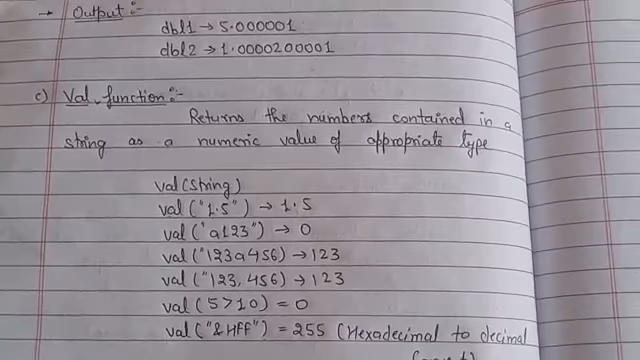 → Output :-
dbl1 → 5.000001
dbl2 → 1.0000200001
c) Val function :-
Returns the numbers contained in a
string as a numeric value of appropriate type
val(String)
val("1.5") → 1.5
val("a123") → 0
val("123a456) → 123
val("123,456) → 123
val(5>10) = 0
val("&Hff") = 255 (Hexadecimal to decimal